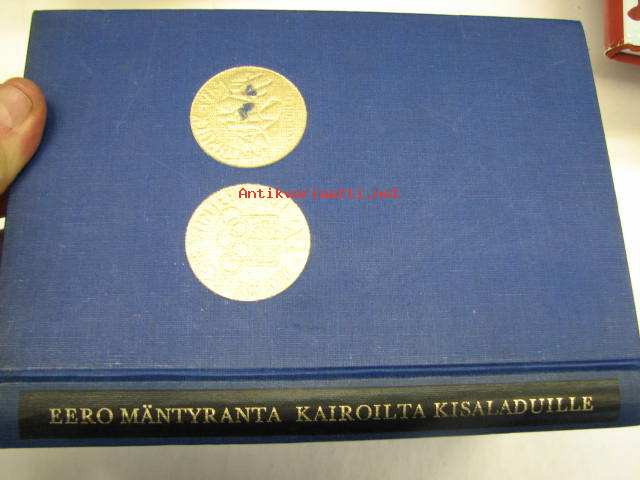 Antikvariaatti.net
EERO MÄNTYRANTA KAIROILTA KISALADUILLE